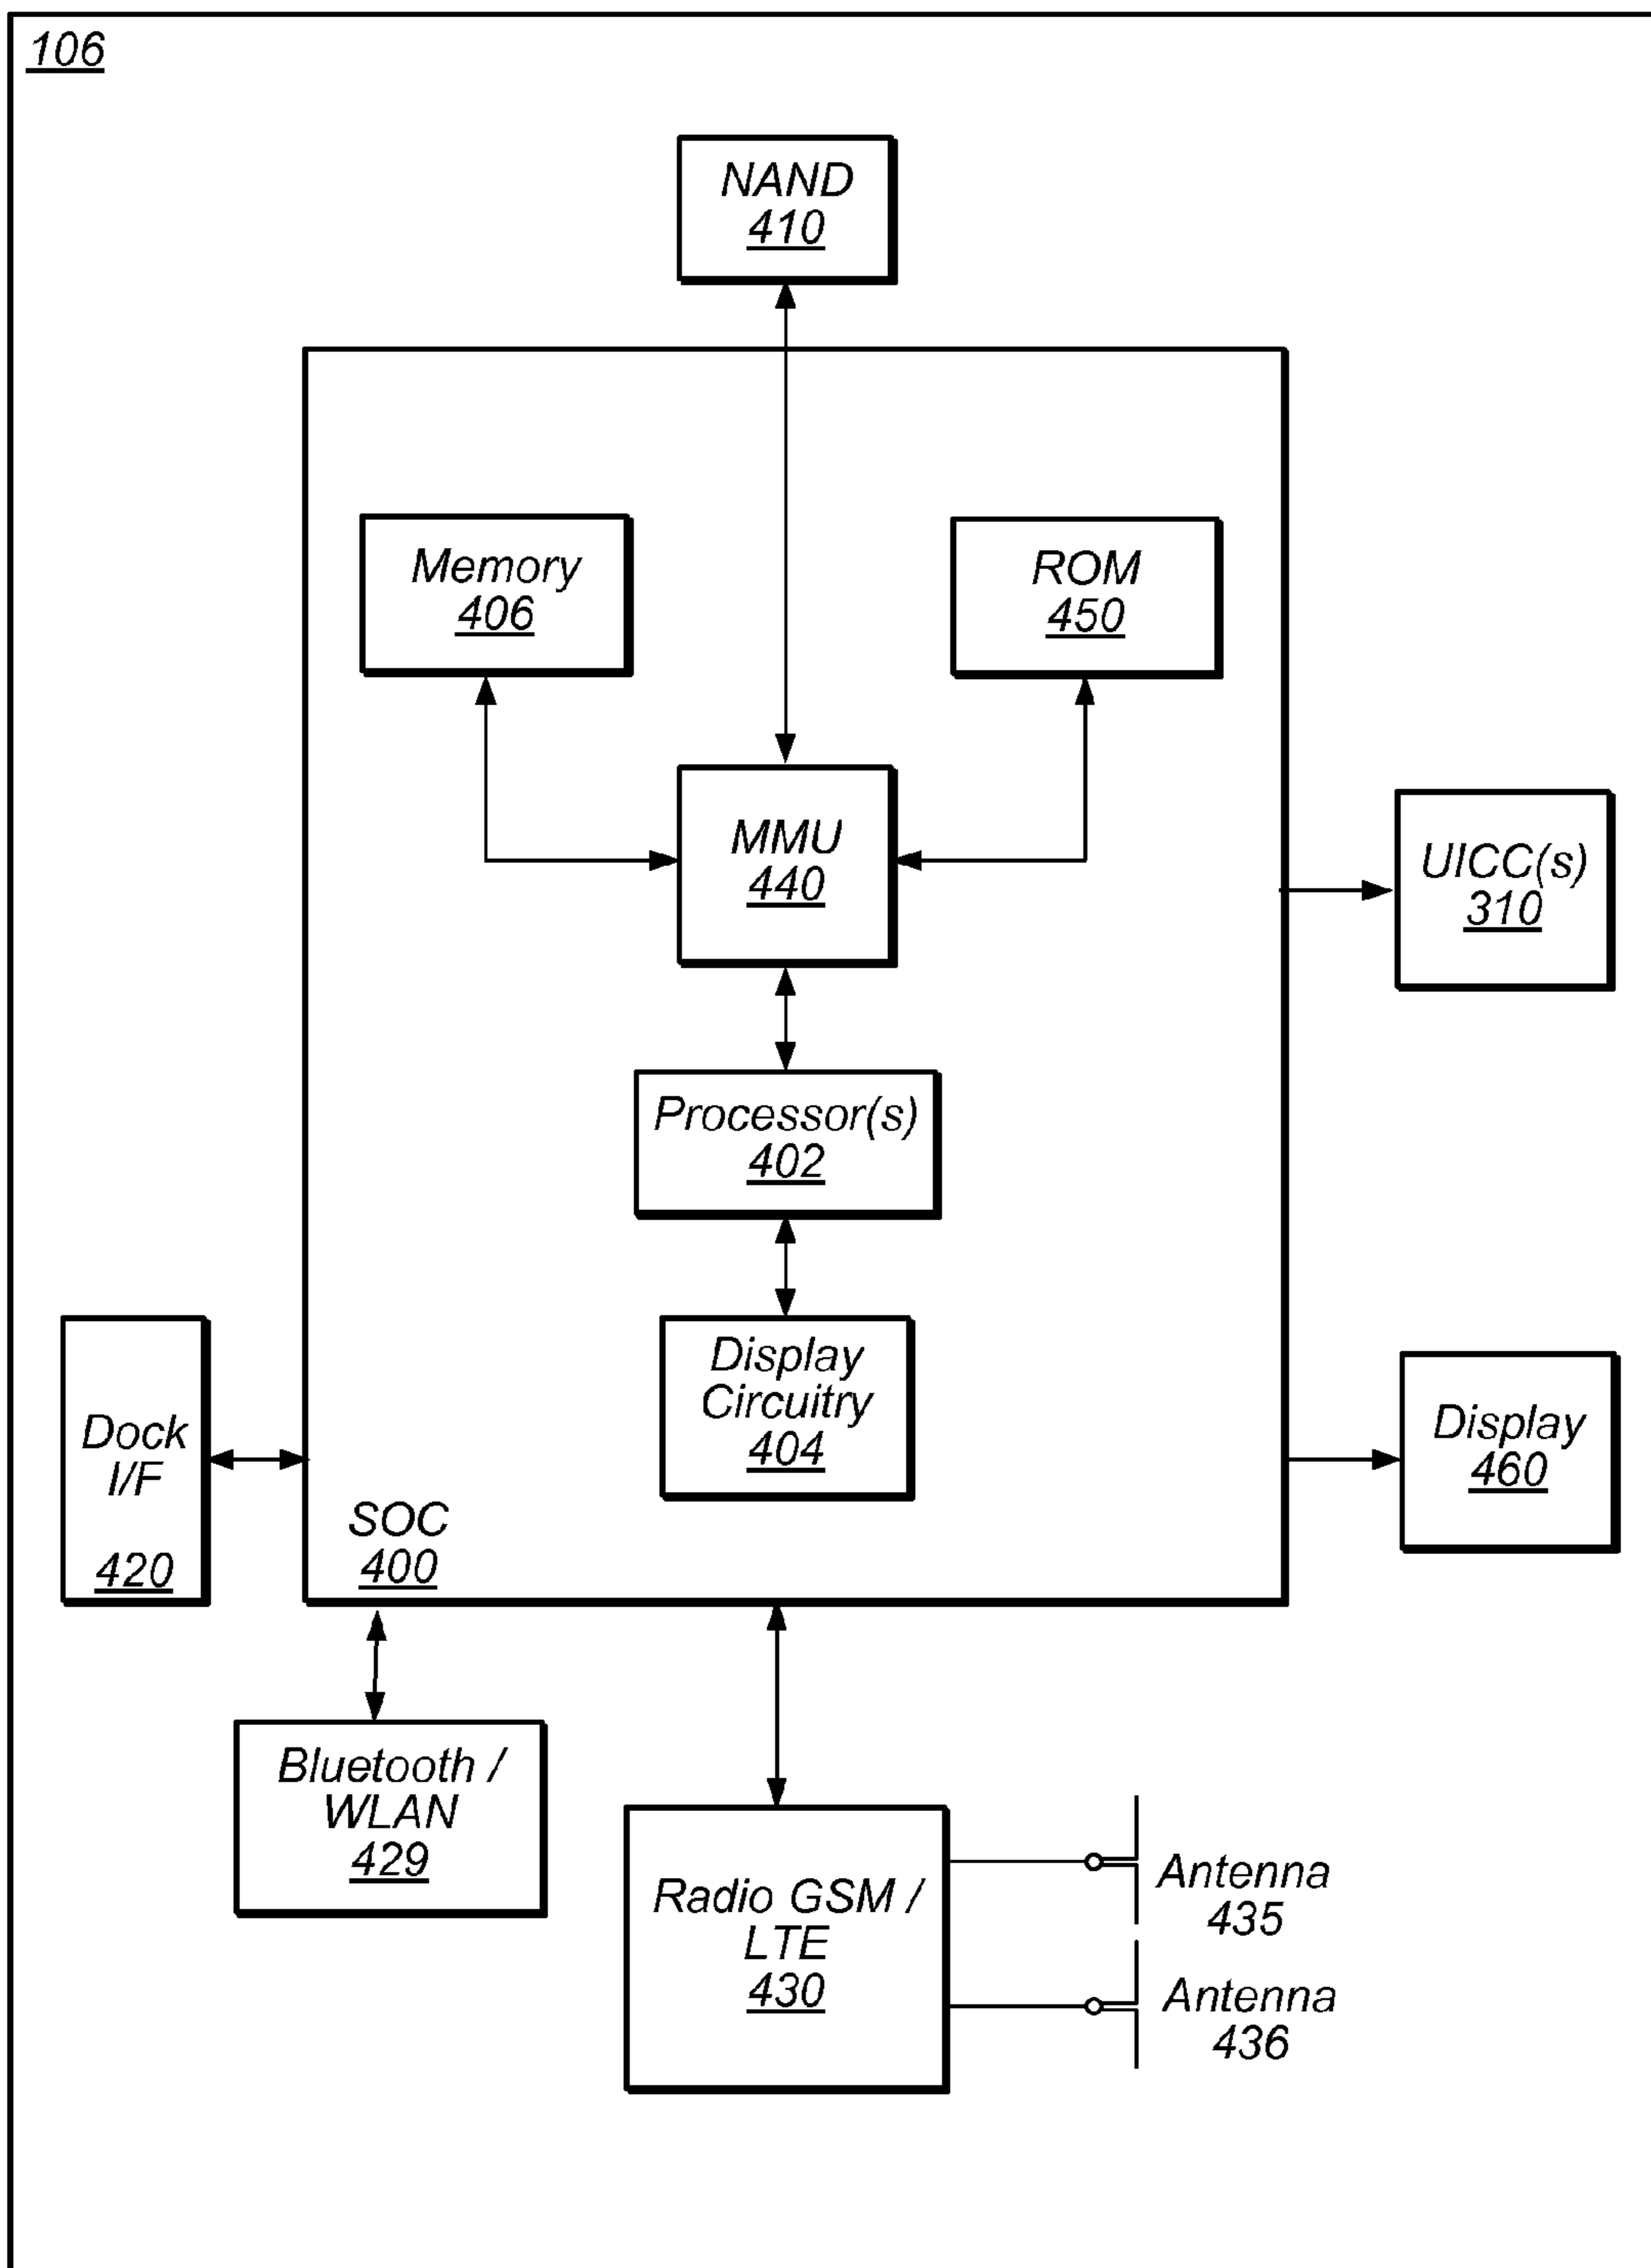 106
NAND
410
Memory
406
ROM
450
MMU
440
UICC(s)
310
Processor(s)
402
Display
Circuitry
404
Dock
I/F
420
Display
460
SOC
400
Bluetooth /
WLAN
429
Radio GSM /
LTE
430
Antenna
435
Antenna
436